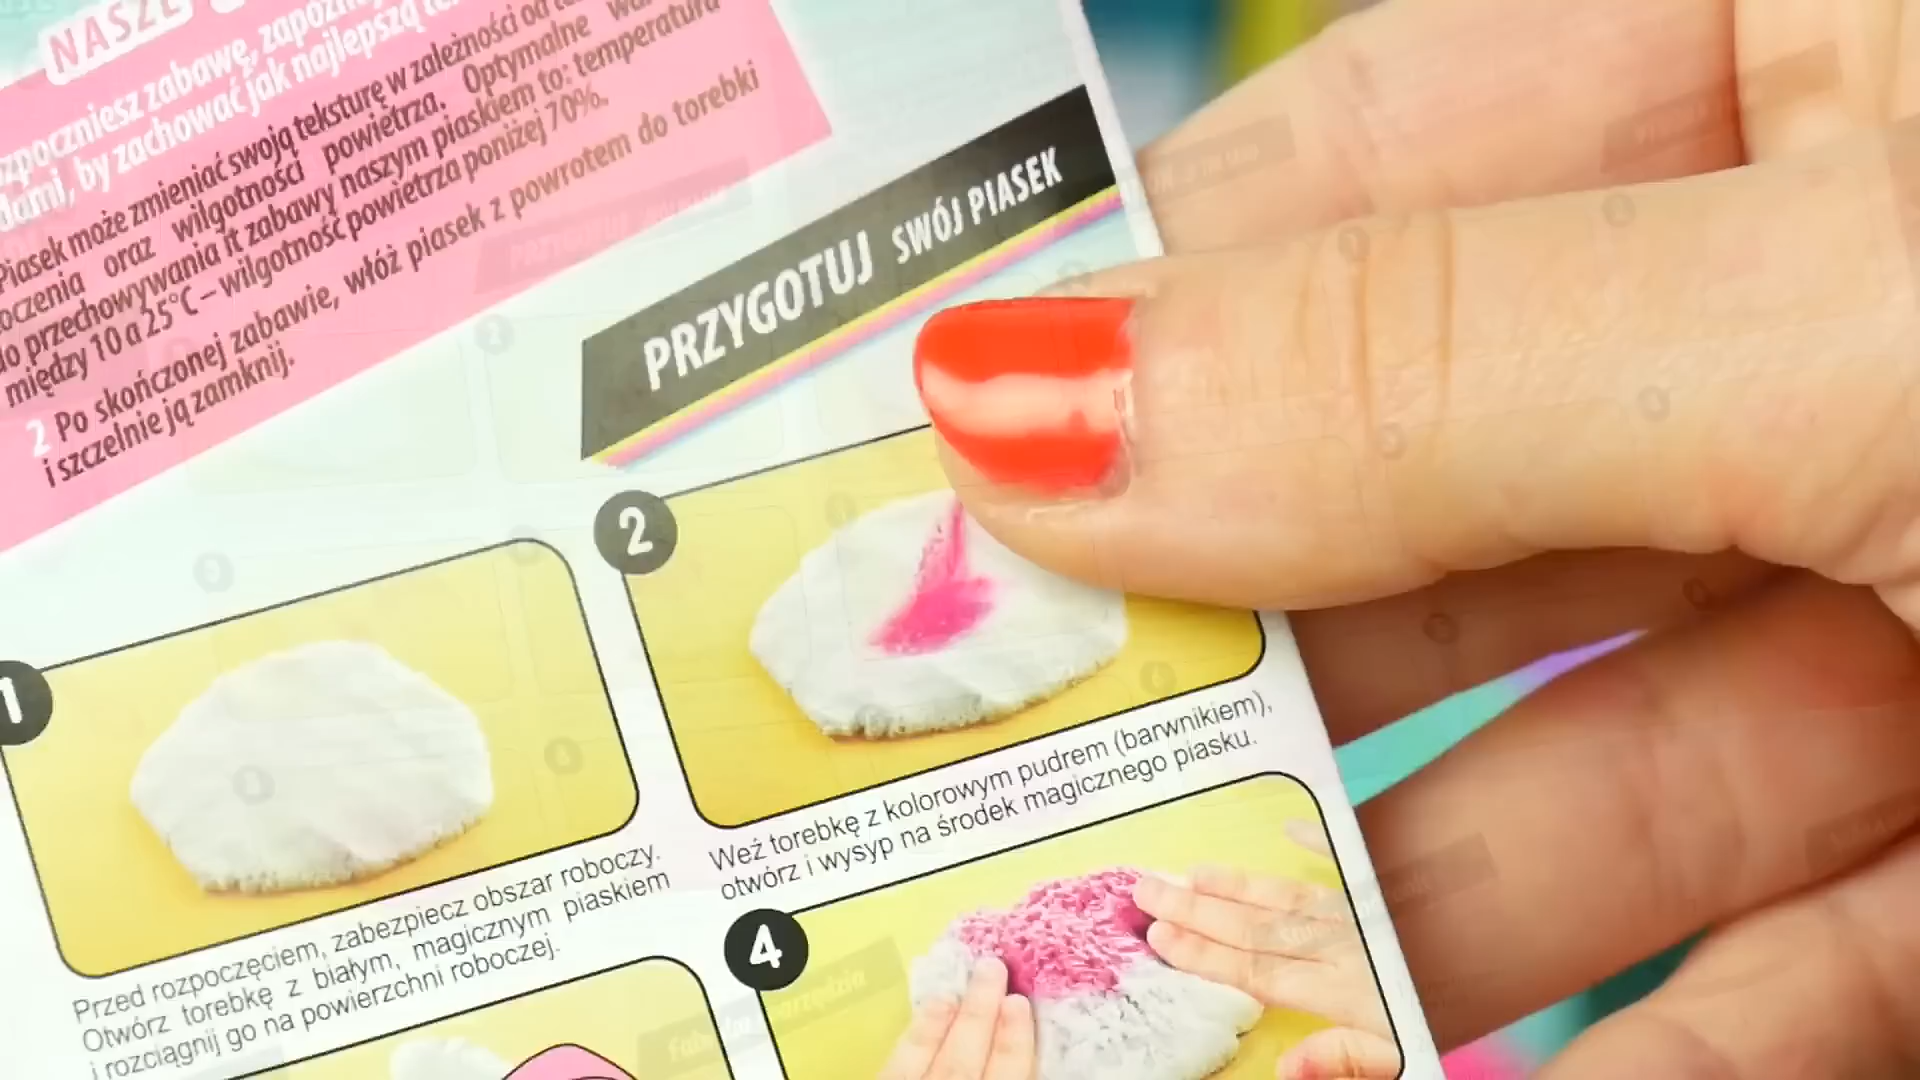 NASZE
zpoczniesz zabawę, zapoznaj
dami, by zachować jak najlepszą
Piasek może zmieniać swoją teksturę w zależności od
oczenia oraz wilgotności powietrza. Optymalne
do przechowywania i zabawy naszym piaskiem to: temperatura
między 10 a 25°C – wilgotność powietrza poniżej 70%.
2 Po skończonej zabawie, włóż piasek z powrotem do torebki
i szczelnie ją zamknij.
PRZYGOTUJ SWÓJ PIASEK
1
2
Przed rozpoczęciem, zabezpiecz obszar roboczy.
Otwórz torebkę z białym, magicznym piaskiem
i rozciągnij go na powierzchni roboczej.
Weź torebkę z kolorowym pudrem (barwnikiem),
otwórz i wysyp na środek magicznego piasku.
4